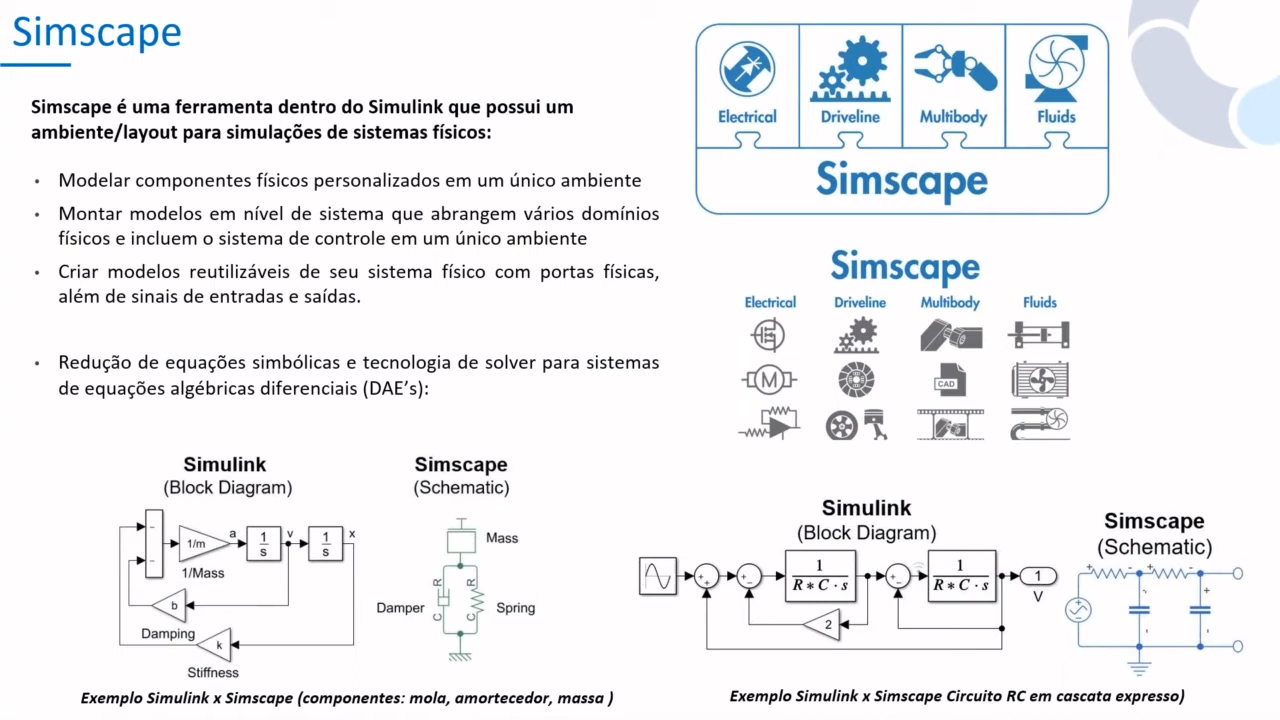 Simscape
Simscape é uma ferramenta dentro do Simulink que possui um
ambiente/layout para simulações de sistemas físicos:
• Modelar componentes físicos personalizados em um único ambiente
• Montar modelos em nível de sistema que abrangem vários domínios
físicos e incluem o sistema de controle em um único ambiente
• Criar modelos reutilizáveis de seu sistema físico com portas físicas,
além de sinais de entradas e saídas.
• Redução de equações simbólicas e tecnologia de solver para sistemas
de equações algébricas diferenciais (DAE's):
Electrical Driveline Multibody Fluids
Simscape
Simscape
Electrical Driveline Multibody Fluids
M
CAD
Simulink
(Block Diagram)
1/m
a
1
s
v
1
s
x
1/Mass
b
Damping
k
Stiffness
Simscape
(Schematic)
Mass
R
R
Damper
Spring
C
C
Exemplo Simulink x Simscape (componentes: mola, amortecedor, massa )
Simulink
(Block Diagram)
1
R∗C·s
1
R∗C·s
1
V
2
Simscape
(Schematic)
Exemplo Simulink x Simscape Circuito RC em cascata expresso)